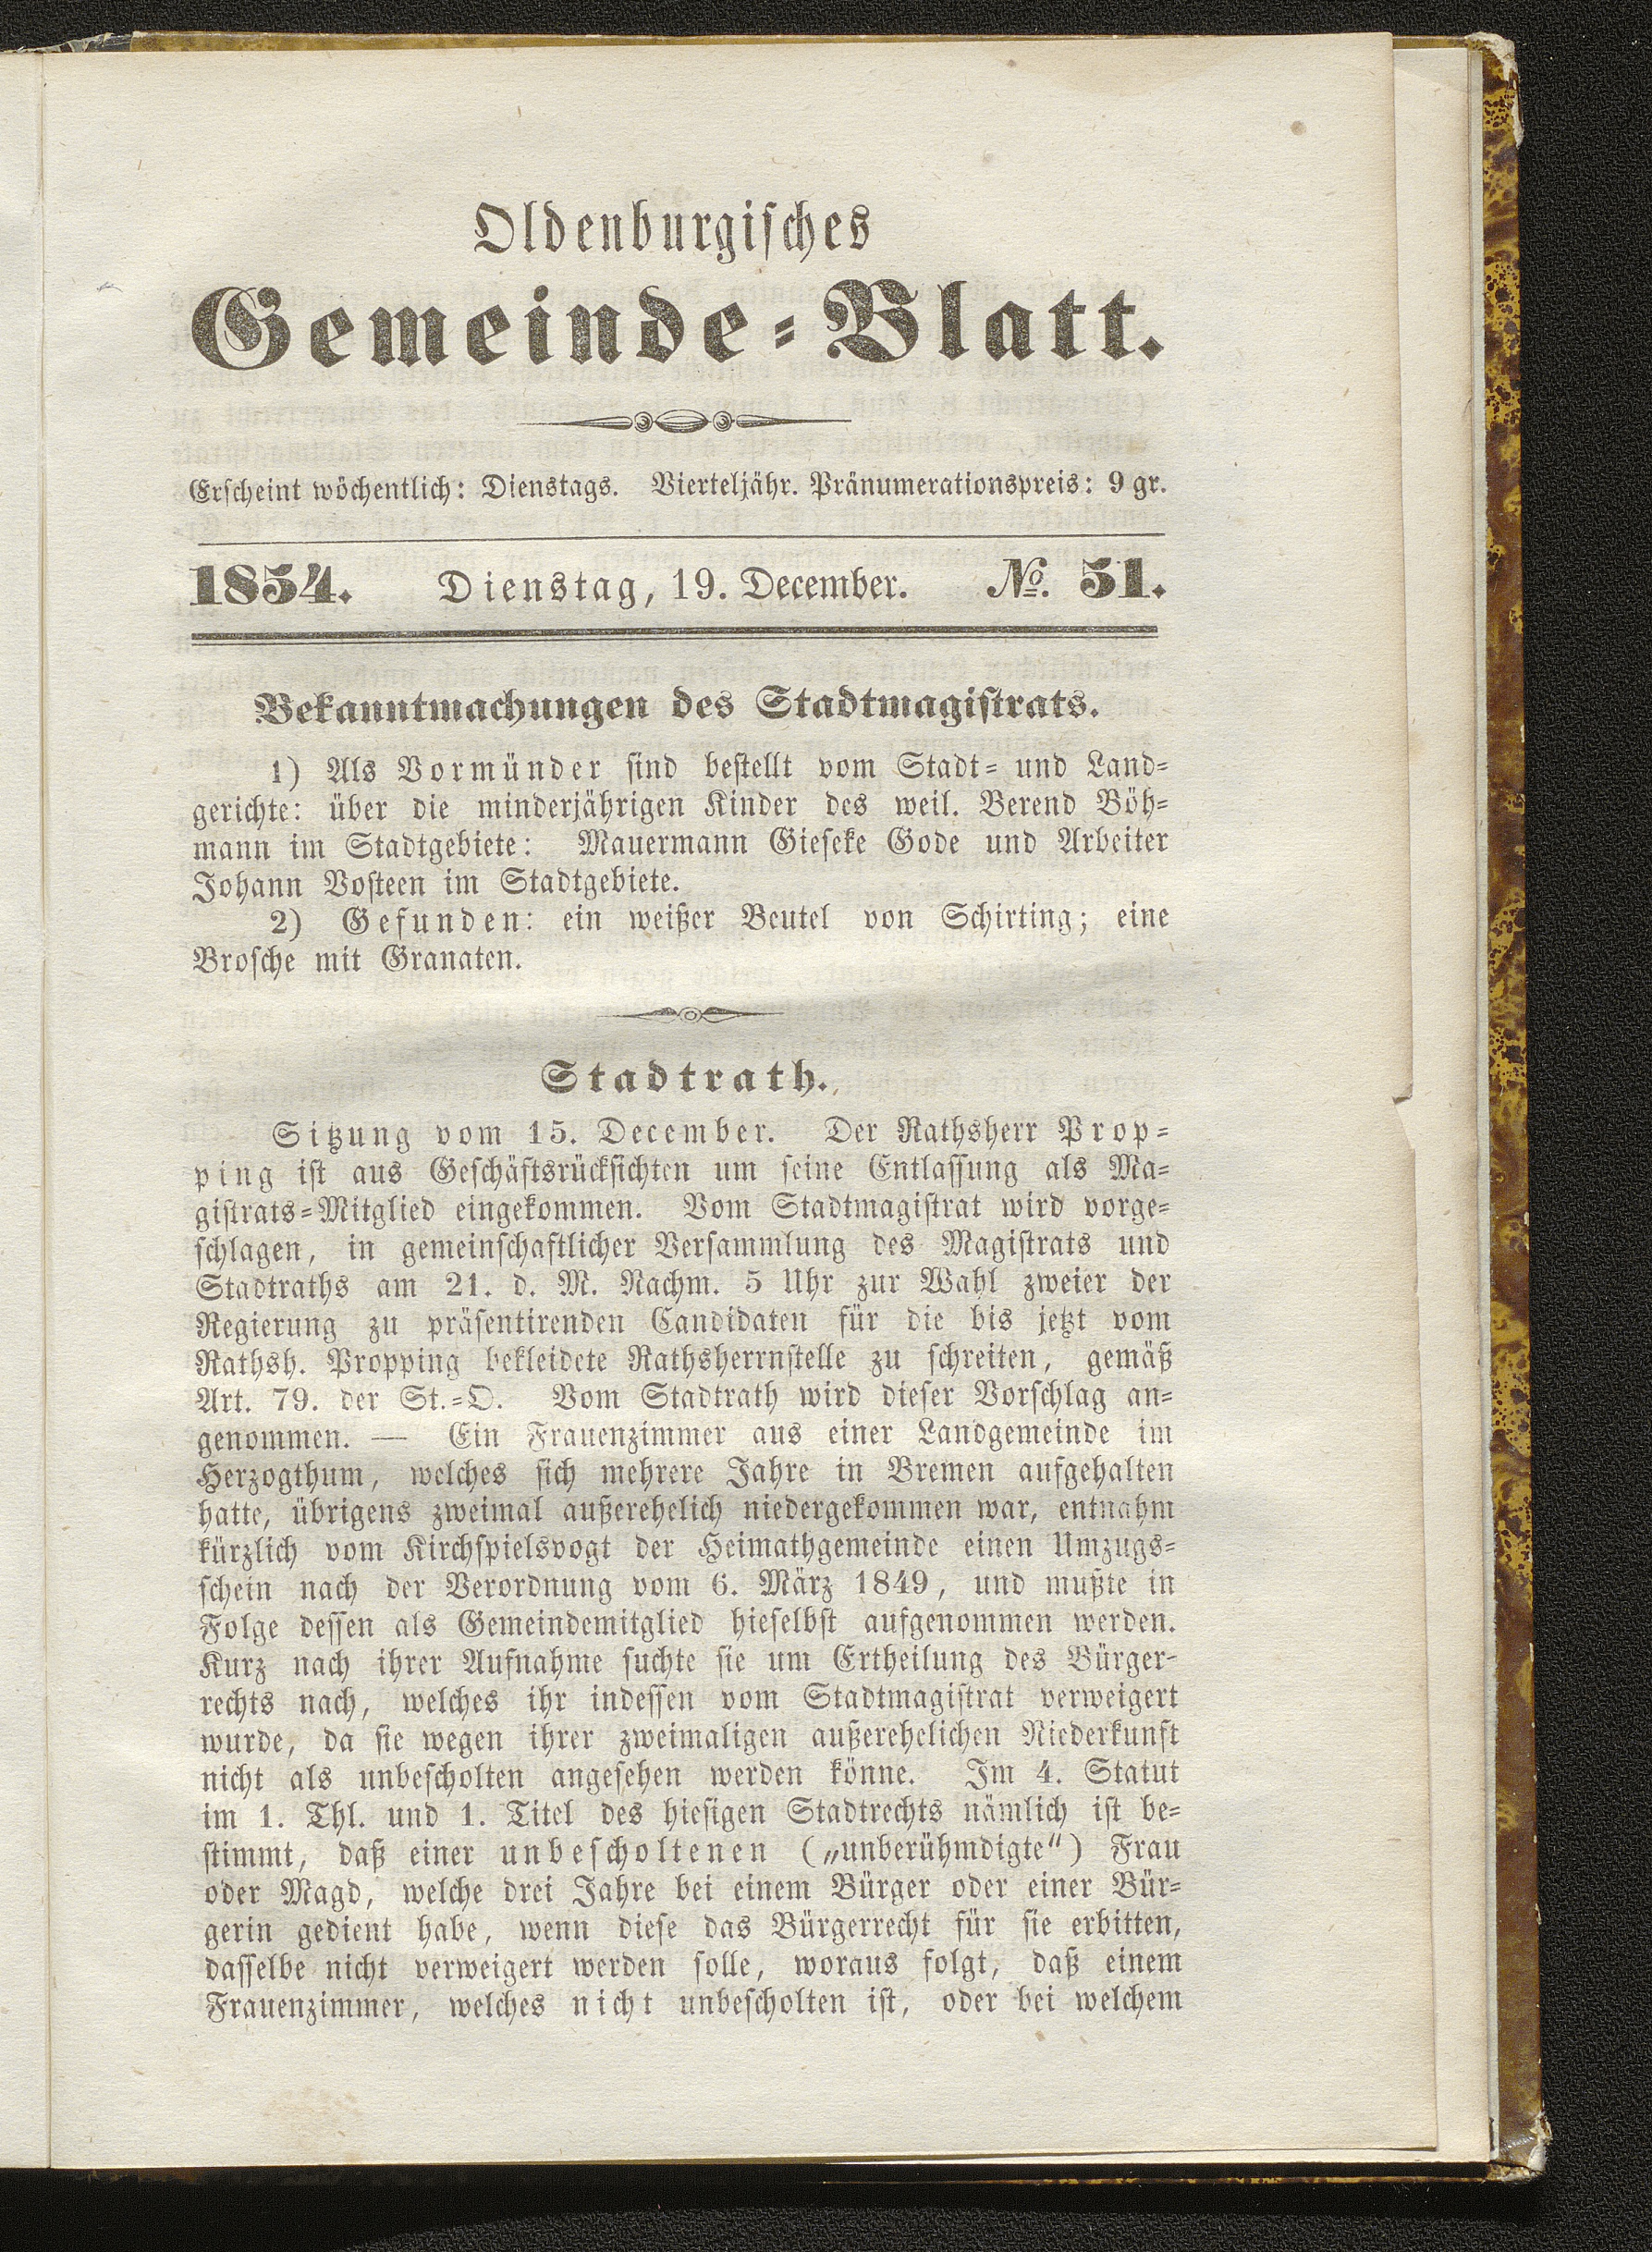 Oldenburgisches
Gemeinde-Blatt.
Erscheint wöchentlich: Dienstags. Vierteljähr. Pränumerationspreis: 9 gr.
1854. Dienstag, 19. December. №. 51.
Bekanntmachungen des Stadtmagistrats.
1) Als Vormünder sind bestellt vom Stadt- und Land-
gerichte: über die minderjährigen Kinder des weil. Berend Böh-
mann im Stadtgebiete: Mauermann Gieseke Gode und Arbeiter
Johann Vosteen im Stadtgebiete.
2) Gefunden: ein weißer Beutel von Schirting; eine
Brosche mit Granaten.
Stadtrath.
Sitzung vom 15. December. Der Rathsherr Prop-
ping ist aus Geschäftsrücksichten um seine Entlassung als Ma-
gistrats-Mitglied eingekommen. Vom Stadtmagistrat wird vorge-
schlagen, in gemeinschaftlicher Versammlung des Magistrats und
Stadtraths am 21. d. M. Nachm. 5 Uhr zur Wahl zweier der
Regierung zu präsentirenden Candidaten für die bis jetzt vom
Rathsh. Propping bekleidete Rathsherrnstelle zu schreiten, gemäß
Art. 79. der St.-O. Vom Stadtrath wird dieser Vorschlag an-
genommen. — Ein Frauenzimmer aus einer Landgemeinde im
Herzogthum, welches sich mehrere Jahre in Bremen aufgehalten
hatte, übrigens zweimal außerehelich niedergekommen war, entnahm
kürzlich vom Kirchspielsvogt der Heimathgemeinde einen Umzugs-
schein nach der Verordnung vom 6. März 1849, und mußte in
Folge dessen als Gemeindemitglied hieselbst aufgenommen werden.
Kurz nach ihrer Aufnahme suchte sie um Ertheilung des Bürger-
rechts nach, welches ihr indessen vom Stadtmagistrat verweigert
wurde, da sie wegen ihrer zweimaligen außerehelichen Niederkunft
nicht als unbescholten angesehen werden könne. Im 4. Statut
im 1. Thl. und 1. Titel des hiesigen Stadtrechts nämlich ist be-
stimmt, daß einer unbescholtenen („unberühmdigte“) Frau
oder Magd, welche drei Jahre bei einem Bürger oder einer Bür-
gerin gedient habe, wenn diese das Bürgerrecht für sie erbitten,
dasselbe nicht verweigert werden solle, woraus folgt, daß einem
Frauenzimmer, welches nicht unbescholten ist, oder bei welchem